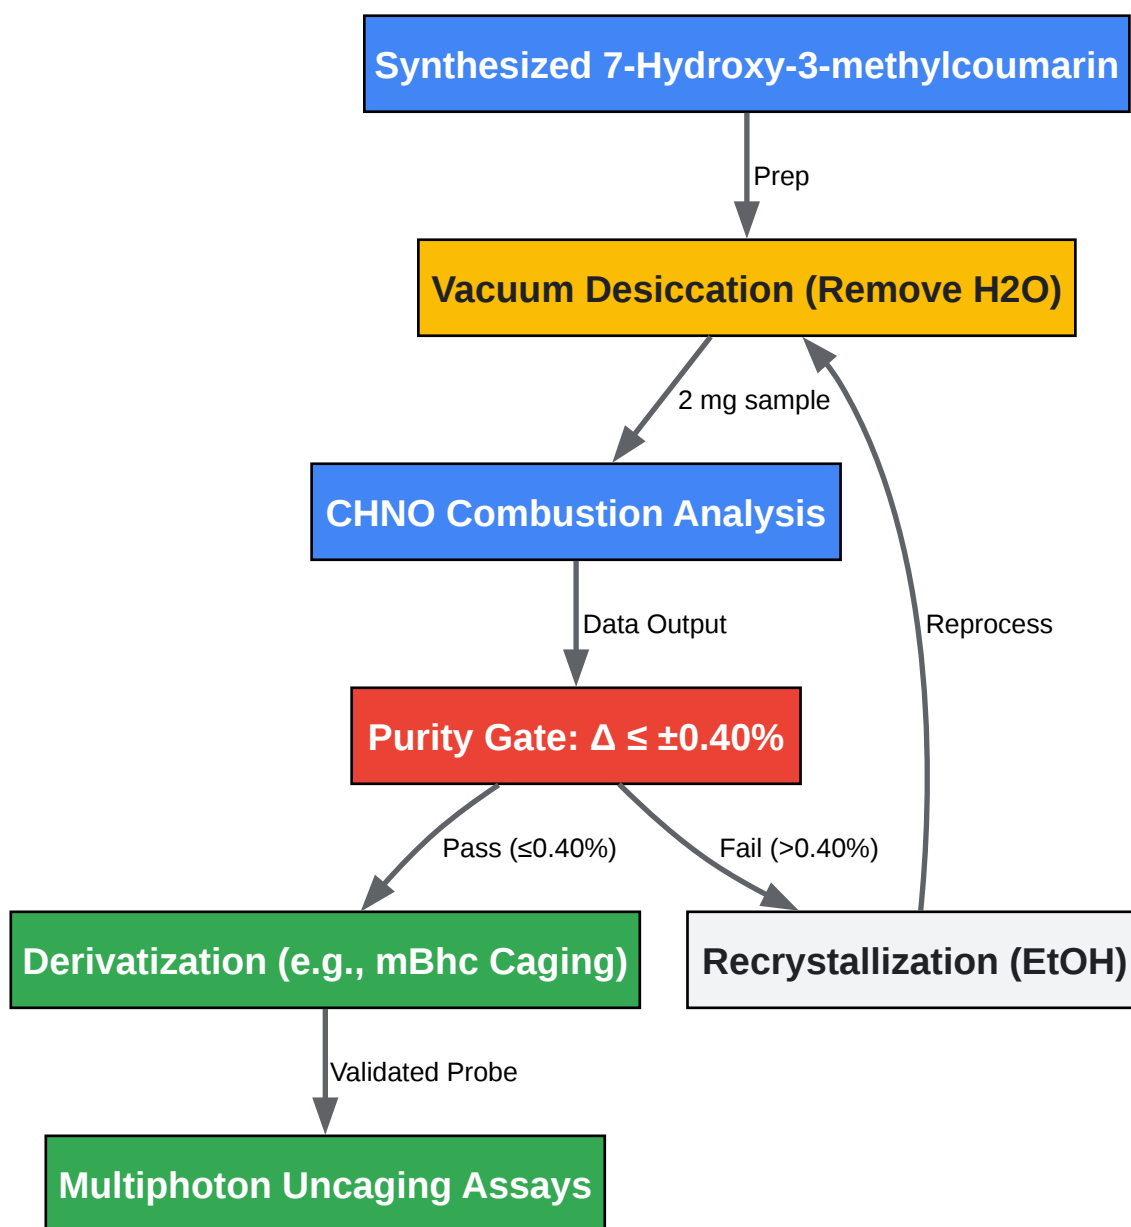 Synthesized 7-Hydroxy-3-methylcoumarin
Prep
Vacuum Desiccation (Remove H2O)
2 mg sample
CHNO Combustion Analysis
Data Output
Reprocess
Purity Gate: Δ ≤ ±0.40%
Pass (≤0.40%)
Fail (>0.40%)
Derivatization (e.g., mBhc Caging)
Recrystallization (EtOH)
Validated Probe
Multiphoton Uncaging Assays